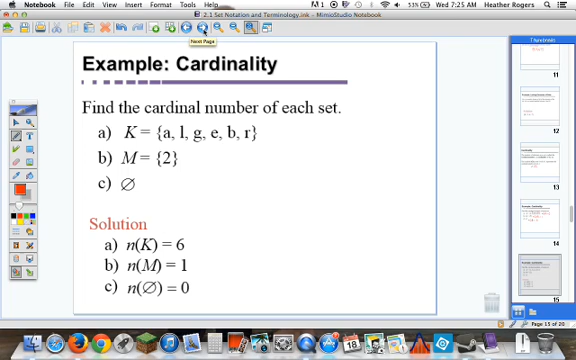 Notebook File Edit View Insert Format Tools Help 53% Wed 7:25 AM Heather Rogers
2.1 Set Notation and Terminology.ink – MimioStudio Notebook
Next Page
Example: Cardinality
Find the cardinal number of each set.
a) K = {a, l, g, e, b, r}
b) M = {2}
c) ∅
Solution
a) n(K) = 6
b) n(M) = 1
c) n(∅) = 0
11
12
13
14
15
Page 15 of 20